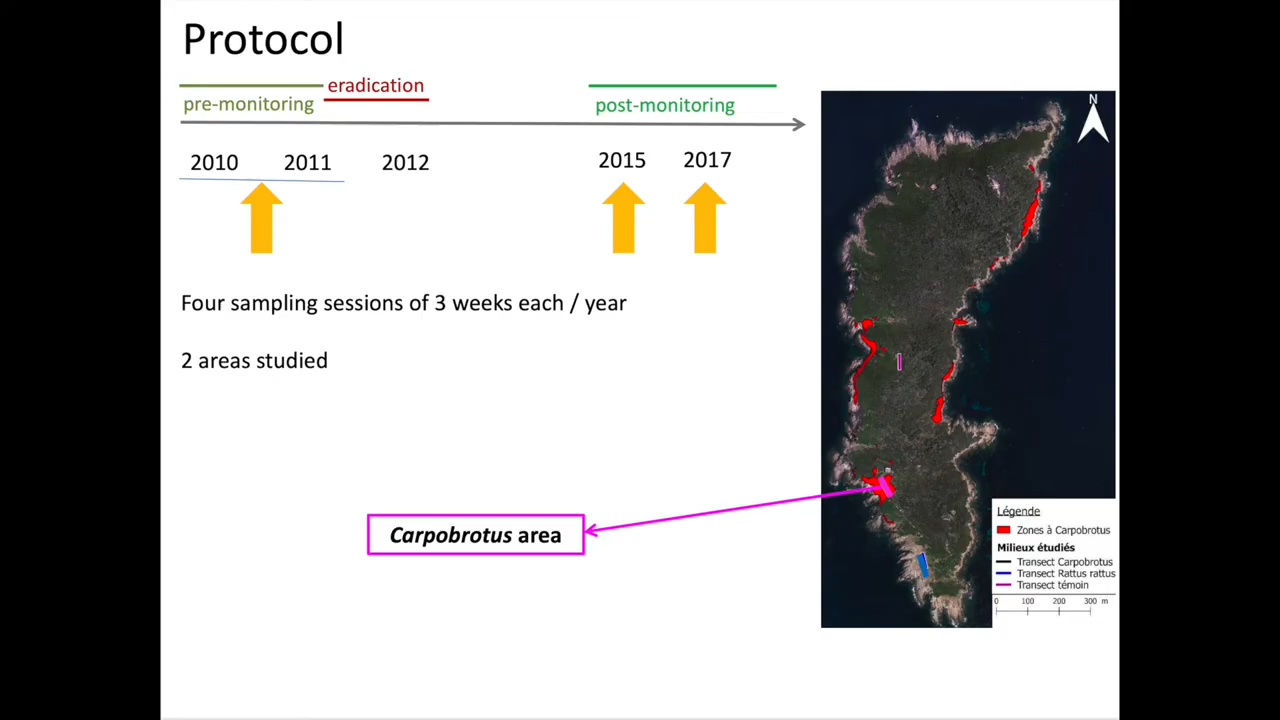 Protocol
eradication
pre-monitoring
post-monitoring
2010
2011
2012
2015
2017
Four sampling sessions of 3 weeks each / year
2 areas studied
Carpobrotus area
N
Légende
Zones à Carpobrotus
Milieux étudiés
Transect Carpobrotus
Transect Rattus rattus
Transect témoin
0 100 200 300 m